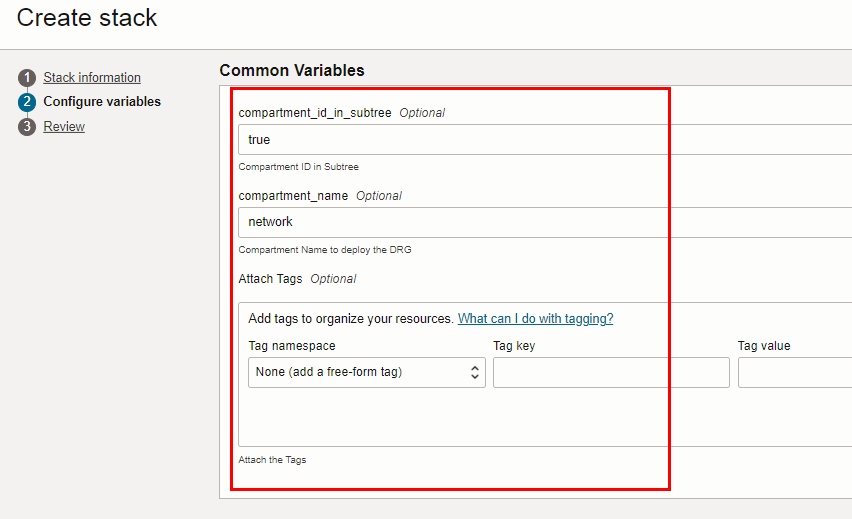 Create stack
1 Stack information
2 Configure variables
3 Review
Common Variables
compartment_id_in_subtree Optional
true
Compartment ID in Subtree
compartment_name Optional
network
Compartment Name to deploy the DRG
Attach Tags Optional
Add tags to organize your resources. What can I do with tagging?
Tag namespace Tag key Tag value
None (add a free-form tag)
Attach the Tags